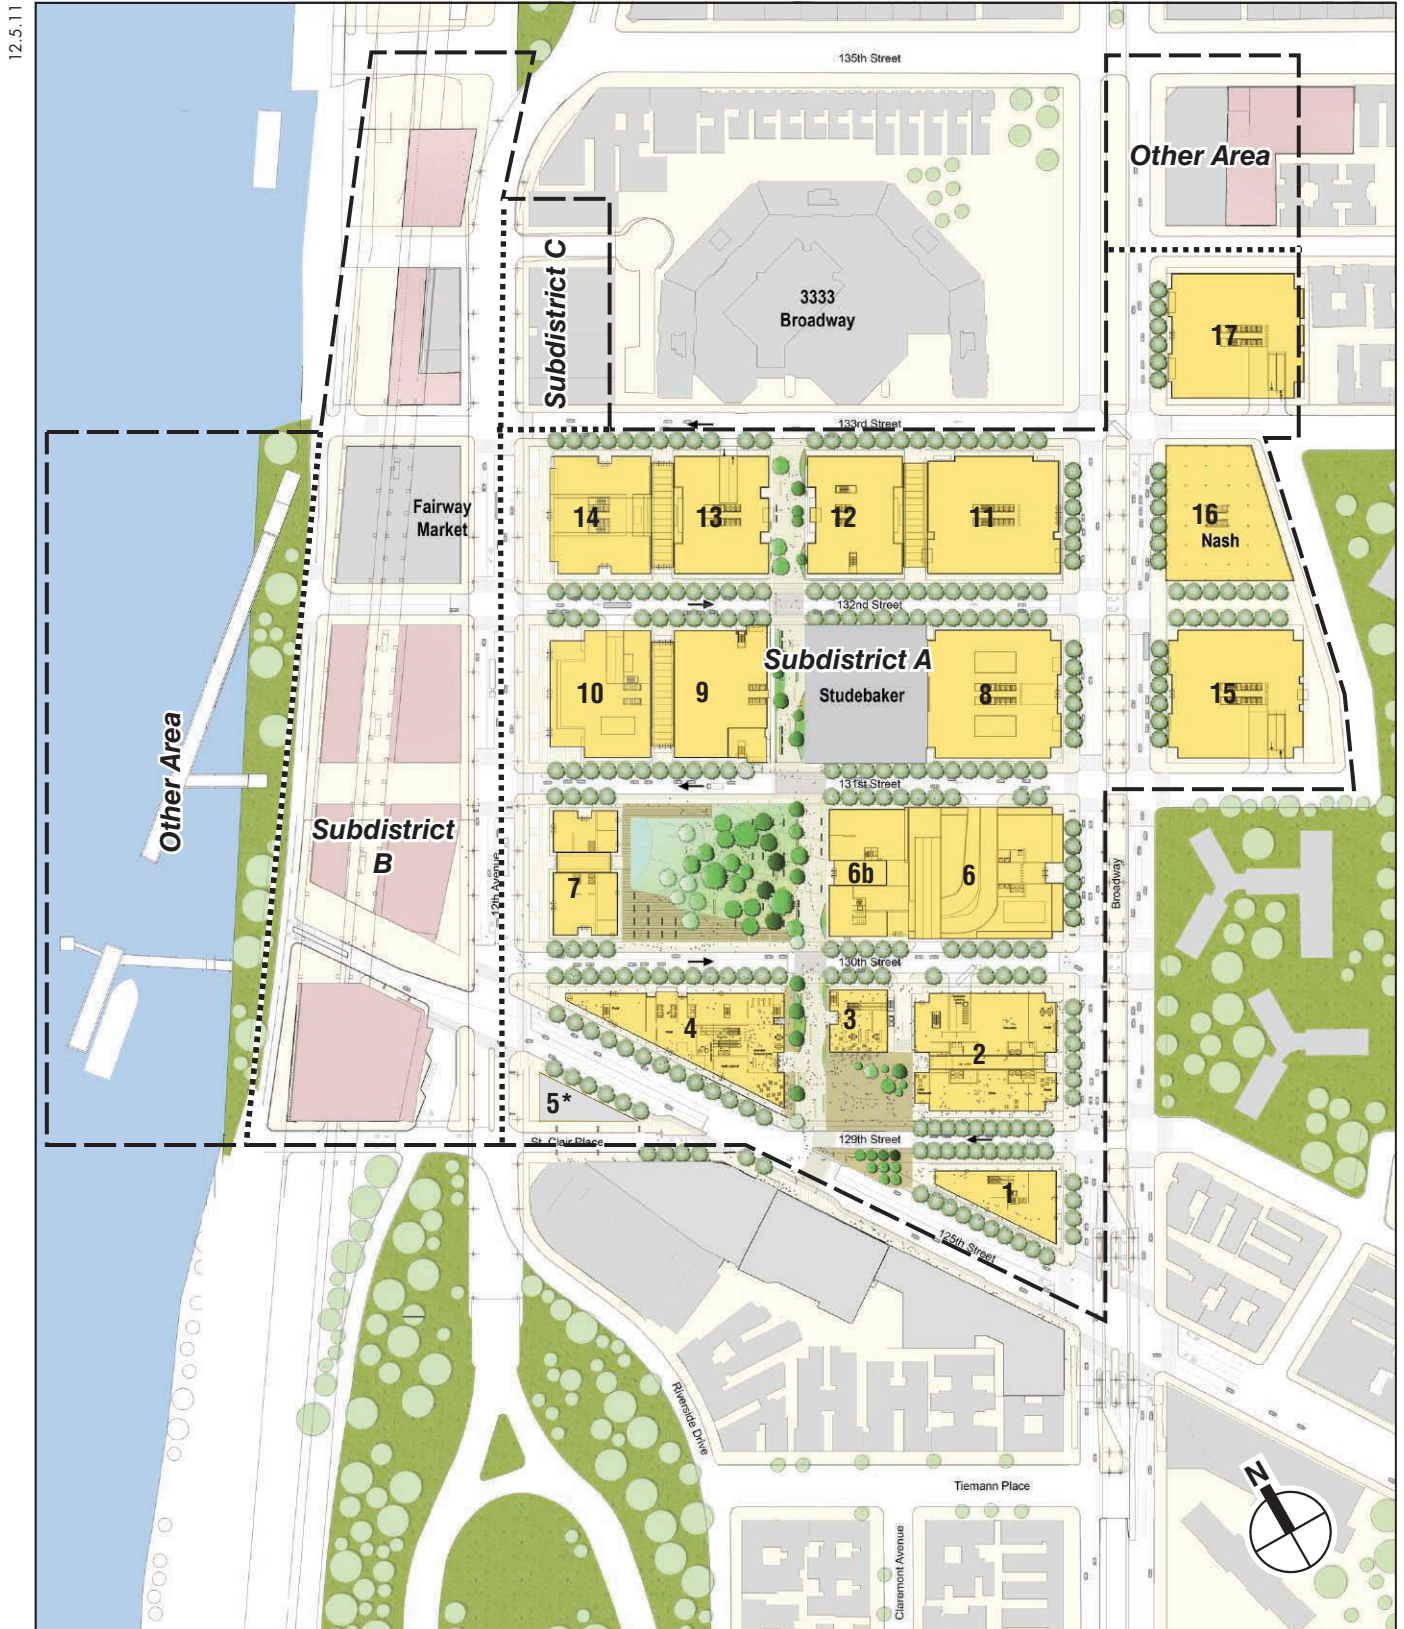 12.5.11
135th Street
Other Area
Subdistrict C
3333
Broadway
17
133rd Street
Fairway
Market
14
13
12
11
16
Nash
132nd Street
Other Area
10
9
Subdistrict A
Studebaker
8
15
131st Street
Subdistrict
B
12th Avenue
7
6b
6
Broadway
130th Street
4
3
2
5*
St. Clair Place
129th Street
1
125th Street
Riverside Drive
Tiemann Place
Claremont Avenue
N